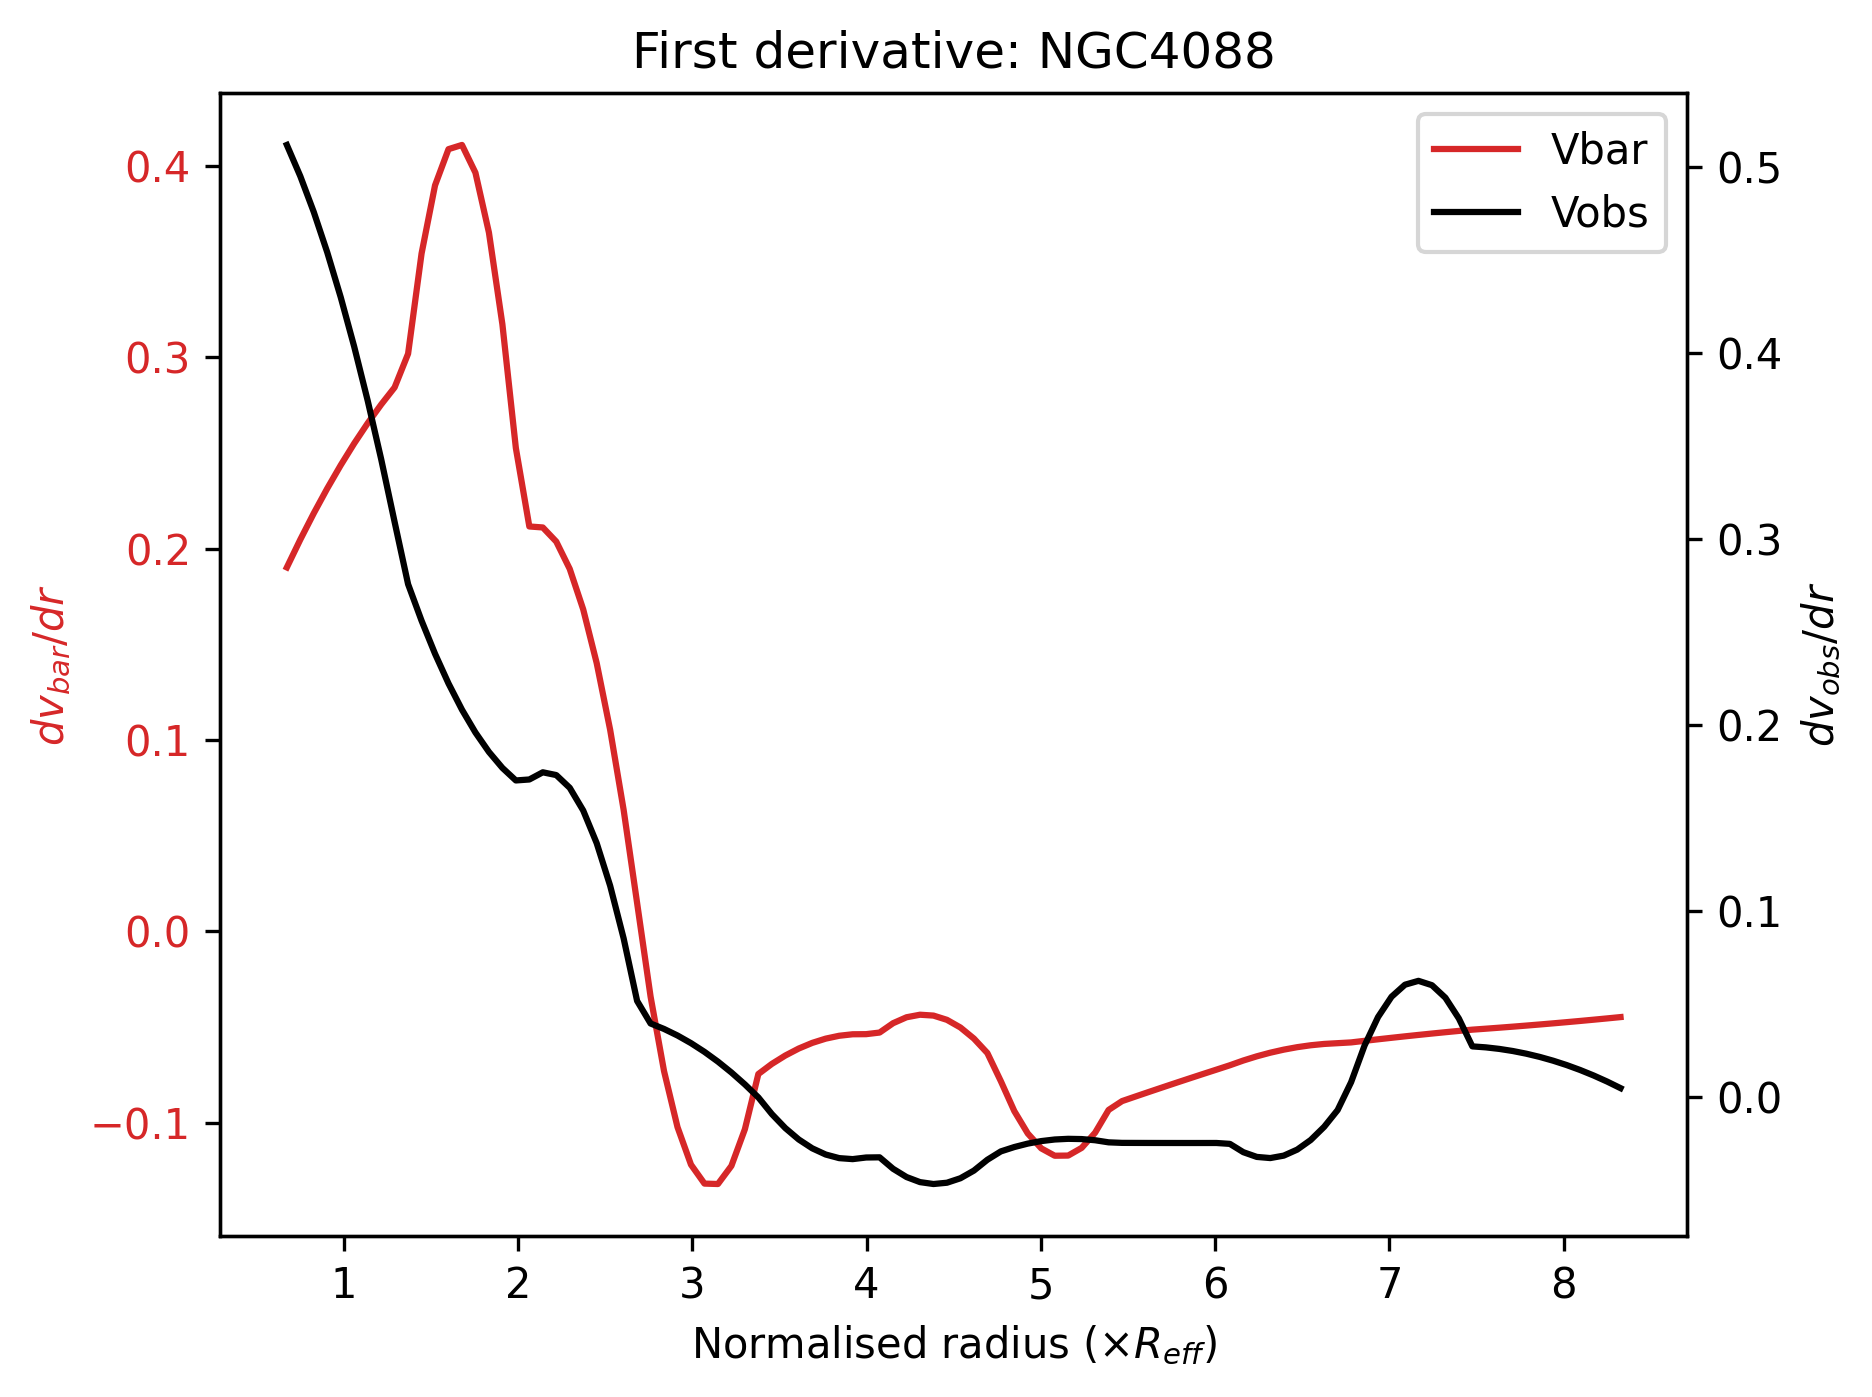 First derivative: NGC4088
Vbar
Vobs
0.4
0.3
0.2
0.1
0.0
−0.1
dv_bar/dr
0.5
0.4
0.3
0.2
0.1
0.0
dv_obs/dr
1 2 3 4 5 6 7 8
Normalised radius (×R_eff)